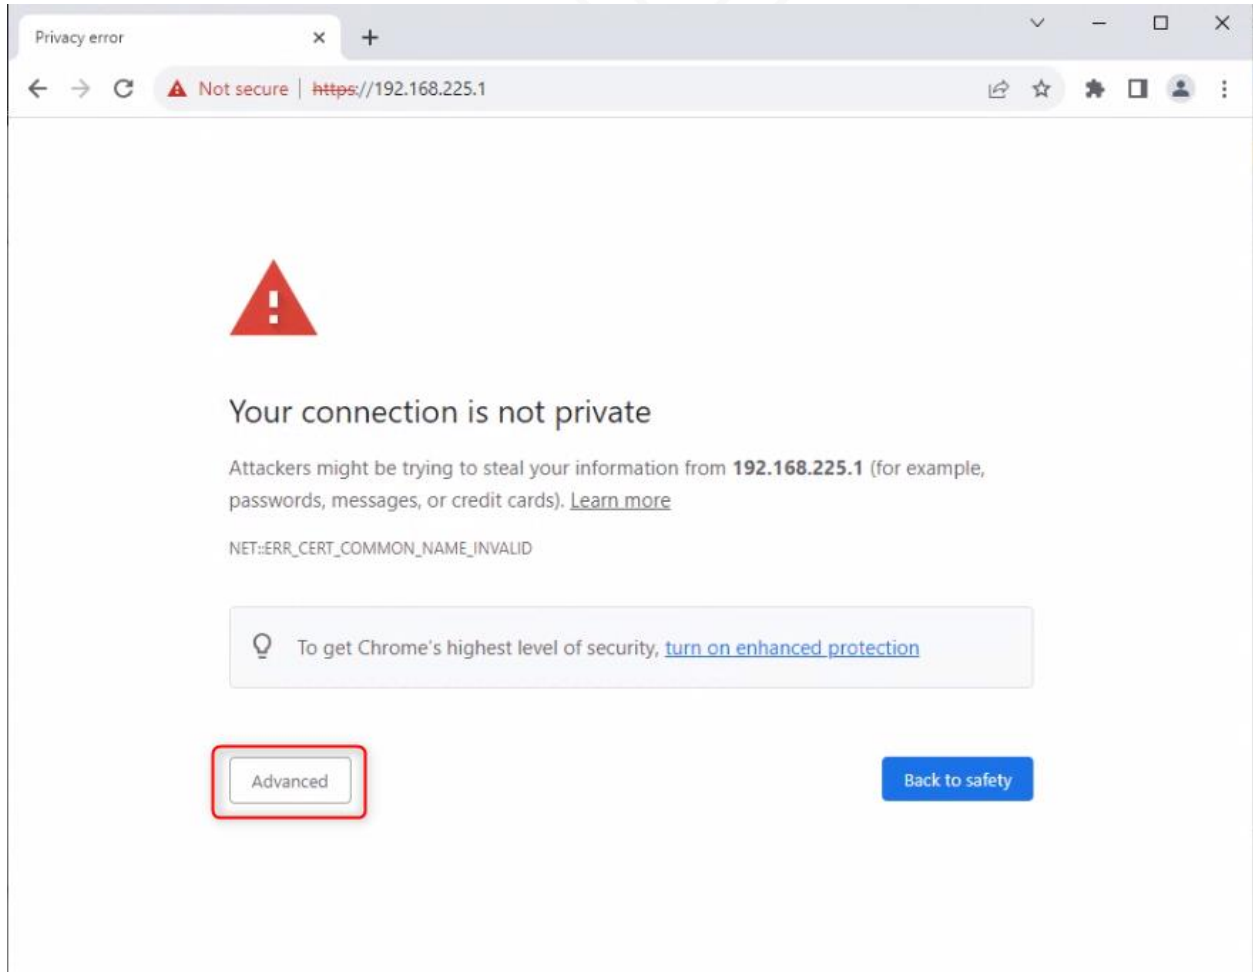 Privacy error
Not secure | https://192.168.225.1
Your connection is not private
Attackers might be trying to steal your information from 192.168.225.1 (for example,
passwords, messages, or credit cards). Learn more
NET::ERR_CERT_COMMON_NAME_INVALID
To get Chrome's highest level of security, turn on enhanced protection
Advanced
Back to safety